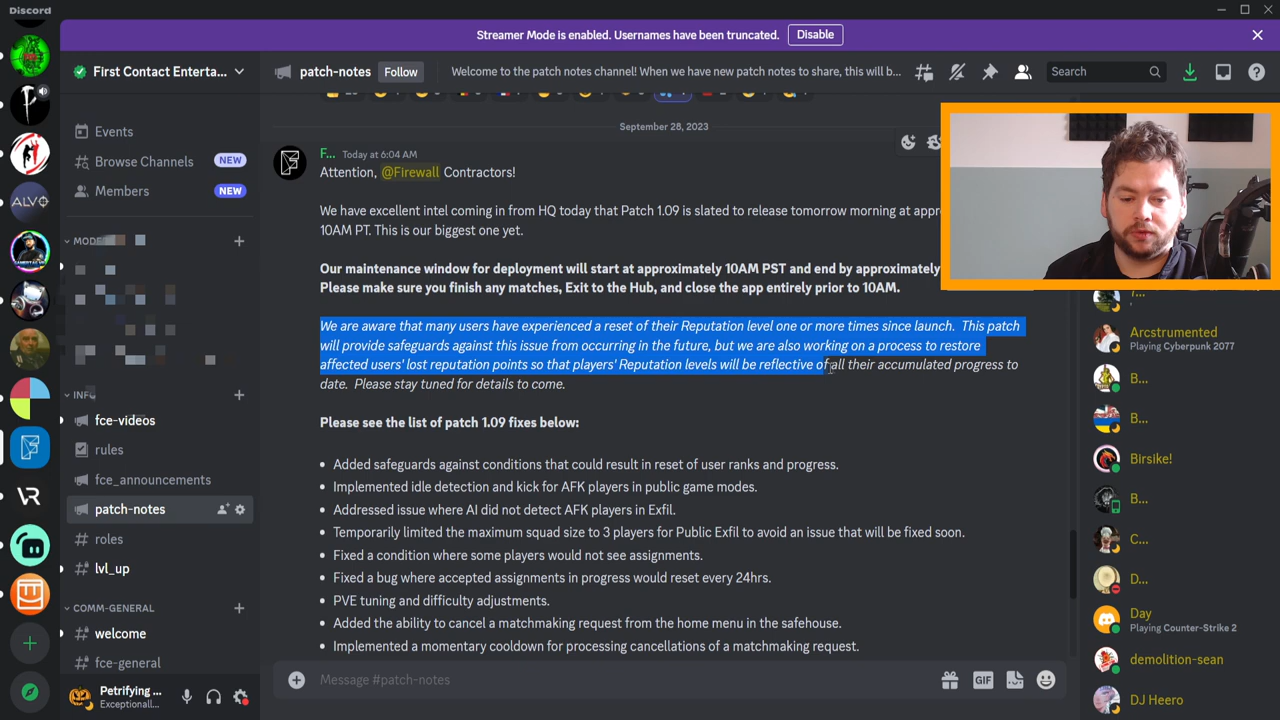 Discord
Streamer Mode is enabled. Usernames have been truncated. Disable
First Contact Enterta...
patch-notes Follow Welcome to the patch notes channel! When we have new patch notes to share, this will b... Search
Events
Browse Channels NEW
Members NEW
INFO
fce-videos
rules
fce_announcements
patch-notes
roles
lvl_up
COMM-GENERAL
welcome
fce-general
Petrifying ...
Exceptionall...
ALVO
VR
September 28, 2023
F... Today at 6:04 AM
Attention, @Firewall Contractors!
We have excellent intel coming in from HQ today that Patch 1.09 is slated to release tomorrow morning at
10AM PT. This is our biggest one yet.
Our maintenance window for deployment will start at approximately 10AM PST and end by approximately
Please make sure you finish any matches, Exit to the Hub, and close the app entirely prior to 10AM.
We are aware that many users have experienced a reset of their Reputation level one or more times since launch. This patch
will provide safeguards against this issue from occurring in the future, but we are also working on a process to restore
affected users' lost reputation points so that players' Reputation levels will be reflective of all their accumulated progress to
date. Please stay tuned for details to come.
Please see the list of patch 1.09 fixes below:
• Added safeguards against conditions that could result in reset of user ranks and progress.
• Implemented idle detection and kick for AFK players in public game modes.
• Addressed issue where AI did not detect AFK players in Exfil.
• Temporarily limited the maximum squad size to 3 players for Public Exfil to avoid an issue that will be fixed soon.
• Fixed a condition where some players would not see assignments.
• Fixed a bug where accepted assignments in progress would reset every 24hrs.
• PVE tuning and difficulty adjustments.
• Added the ability to cancel a matchmaking request from the home menu in the safehouse.
• Implemented a momentary cooldown for processing cancellations of a matchmaking request.
Message #patch-notes GIF
Arcstrumented
Playing Cyberpunk 2077
B...
B...
Birsike!
B...
C...
D...
Day
Playing Counter-Strike 2
demolition-sean
DJ Heero